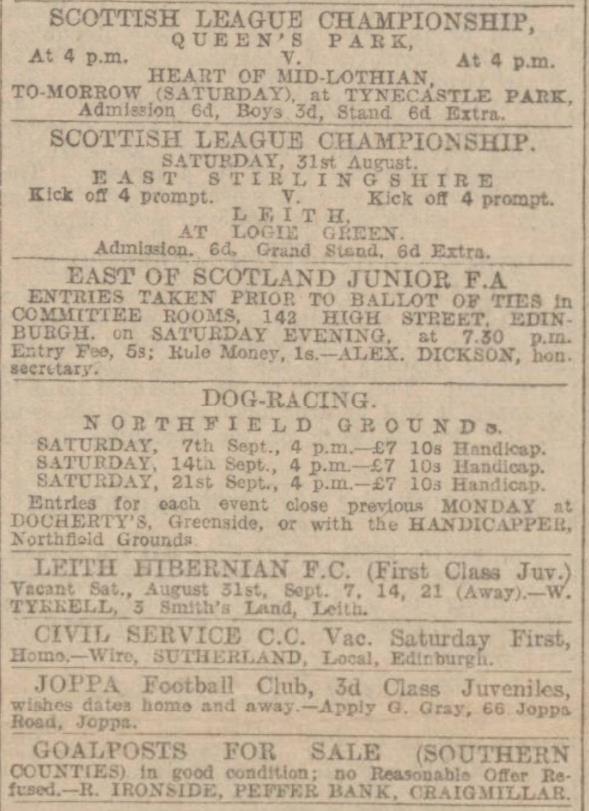 SCOTTISH LEAGUE CHAMPIONSHIP,
QUEEN'S PARK,
At 4 p.m. V. At 4 p.m.
HEART OF MID-LOTHIAN,
TO-MORROW (SATURDAY), at TYNECASTLE PARK,
Admission 6d, Boys 3d, Stand 6d Extra.
SCOTTISH LEAGUE CHAMPIONSHIP.
SATURDAY, 31st August.
EAST STIRLINGSHIRE
Kick off 4 prompt. V. Kick off 4 prompt.
LEITH,
AT LOGIE GREEN.
Admission, 6d, Grand Stand, 6d Extra.
EAST OF SCOTLAND JUNIOR F.A
ENTRIES TAKEN PRIOR TO BALLOT OF TIES in
COMMITTEE ROOMS, 142 HIGH STREET, EDIN-
BURGH, on SATURDAY EVENING, at 7.30 p.m.
Entry Fee, 5s; Rule Money, 1s.—ALEX. DICKSON, hon.
secretary.
DOG-RACING.
NORTHFIELD GROUNDS.
SATURDAY, 7th Sept., 4 p.m.—£7 10s Handicap.
SATURDAY, 14th Sept., 4 p.m.—£7 10s Handicap.
SATURDAY, 21st Sept., 4 p.m.—£7 10s Handicap.
Entries for each event close previous MONDAY at
DOCHERTY'S, Greenside, or with the HANDICAPPER,
Northfield Grounds
LEITH HIBERNIAN F.C. (First Class Juv.)
Vacant Sat., August 31st, Sept. 7, 14, 21 (Away).—W.
TYRRELL, 3 Smith's Land, Leith.
CIVIL SERVICE C.C. Vac. Saturday First,
Home.—Wire, SUTHERLAND, Local, Edinburgh.
JOPPA Football Club, 3d Class Juveniles,
wishes dates home and away.—Apply G. Gray, 66 Joppa
Road, Joppa.
GOALPOSTS FOR SALE (SOUTHERN
COUNTIES) in good condition; no Reasonable Offer Re-
fused.—R. IRONSIDE, PEFFER BANK, CRAIGMILLAR.